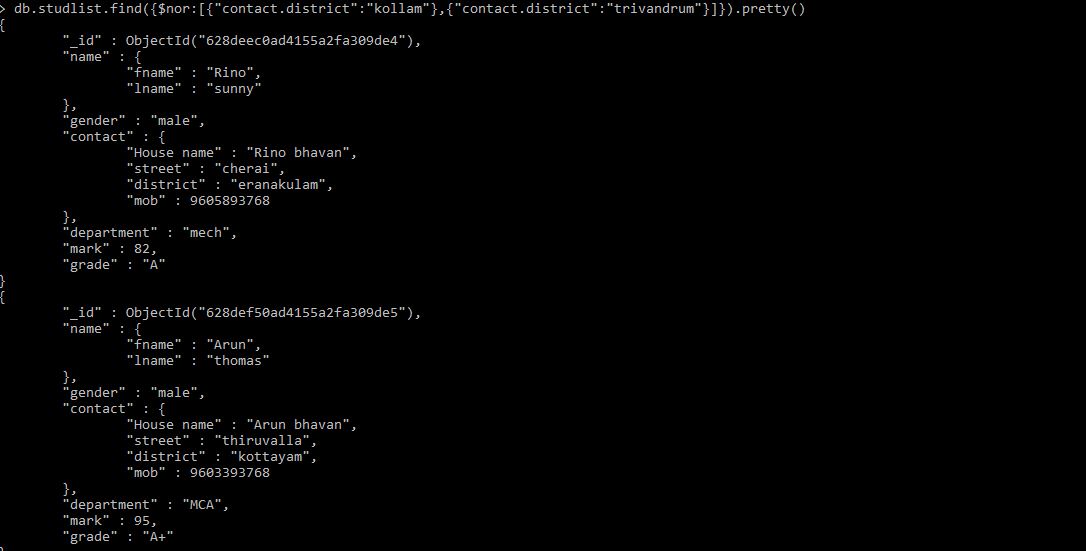 > db.studlist.find({$nor:[{"contact.district":"kollam"},{"contact.district":"trivandrum"}]}).pretty()
{
        "_id" : ObjectId("628deec0ad4155a2fa309de4"),
        "name" : {
                "fname" : "Rino",
                "lname" : "sunny"
        },
        "gender" : "male",
        "contact" : {
                "House name" : "Rino bhavan",
                "street" : "cherai",
                "district" : "eranakulam",
                "mob" : 9605893768
        },
        "department" : "mech",
        "mark" : 82,
        "grade" : "A"
}
{
        "_id" : ObjectId("628def50ad4155a2fa309de5"),
        "name" : {
                "fname" : "Arun",
                "lname" : "thomas"
        },
        "gender" : "male",
        "contact" : {
                "House name" : "Arun bhavan",
                "street" : "thiruvalla",
                "district" : "kottayam",
                "mob" : 9603393768
        },
        "department" : "MCA",
        "mark" : 95,
        "grade" : "A+"